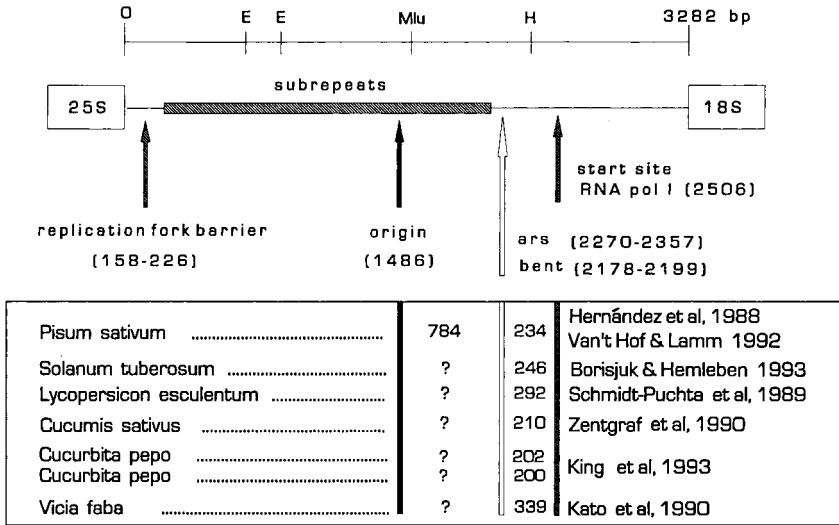 O E E Mlu H 3282 bp
subrepeats
25S 18S
start site
RNA pol I (2506)
replication fork barrier
(158-226)
origin
(1486)
ars (2270-2357)
bent (2178-2199)
Pisum sativum .................... 784 234 Hernández et al, 1988
Van't Hof & Lamm 1992
Solanum tuberosum .................... ? 246 Borisjuk & Hemleben 1993
Lycopersicon esculentum .................... ? 292 Schmidt-Puchta et al, 1989
Cucumis sativus .................... ? 210 Zentgraf et al, 1990
Cucurbita pepo .................... ? 202
Cucurbita pepo .................... ? 200
King et al, 1993
Vicia faba .................... ? 339 Kato et al, 1990